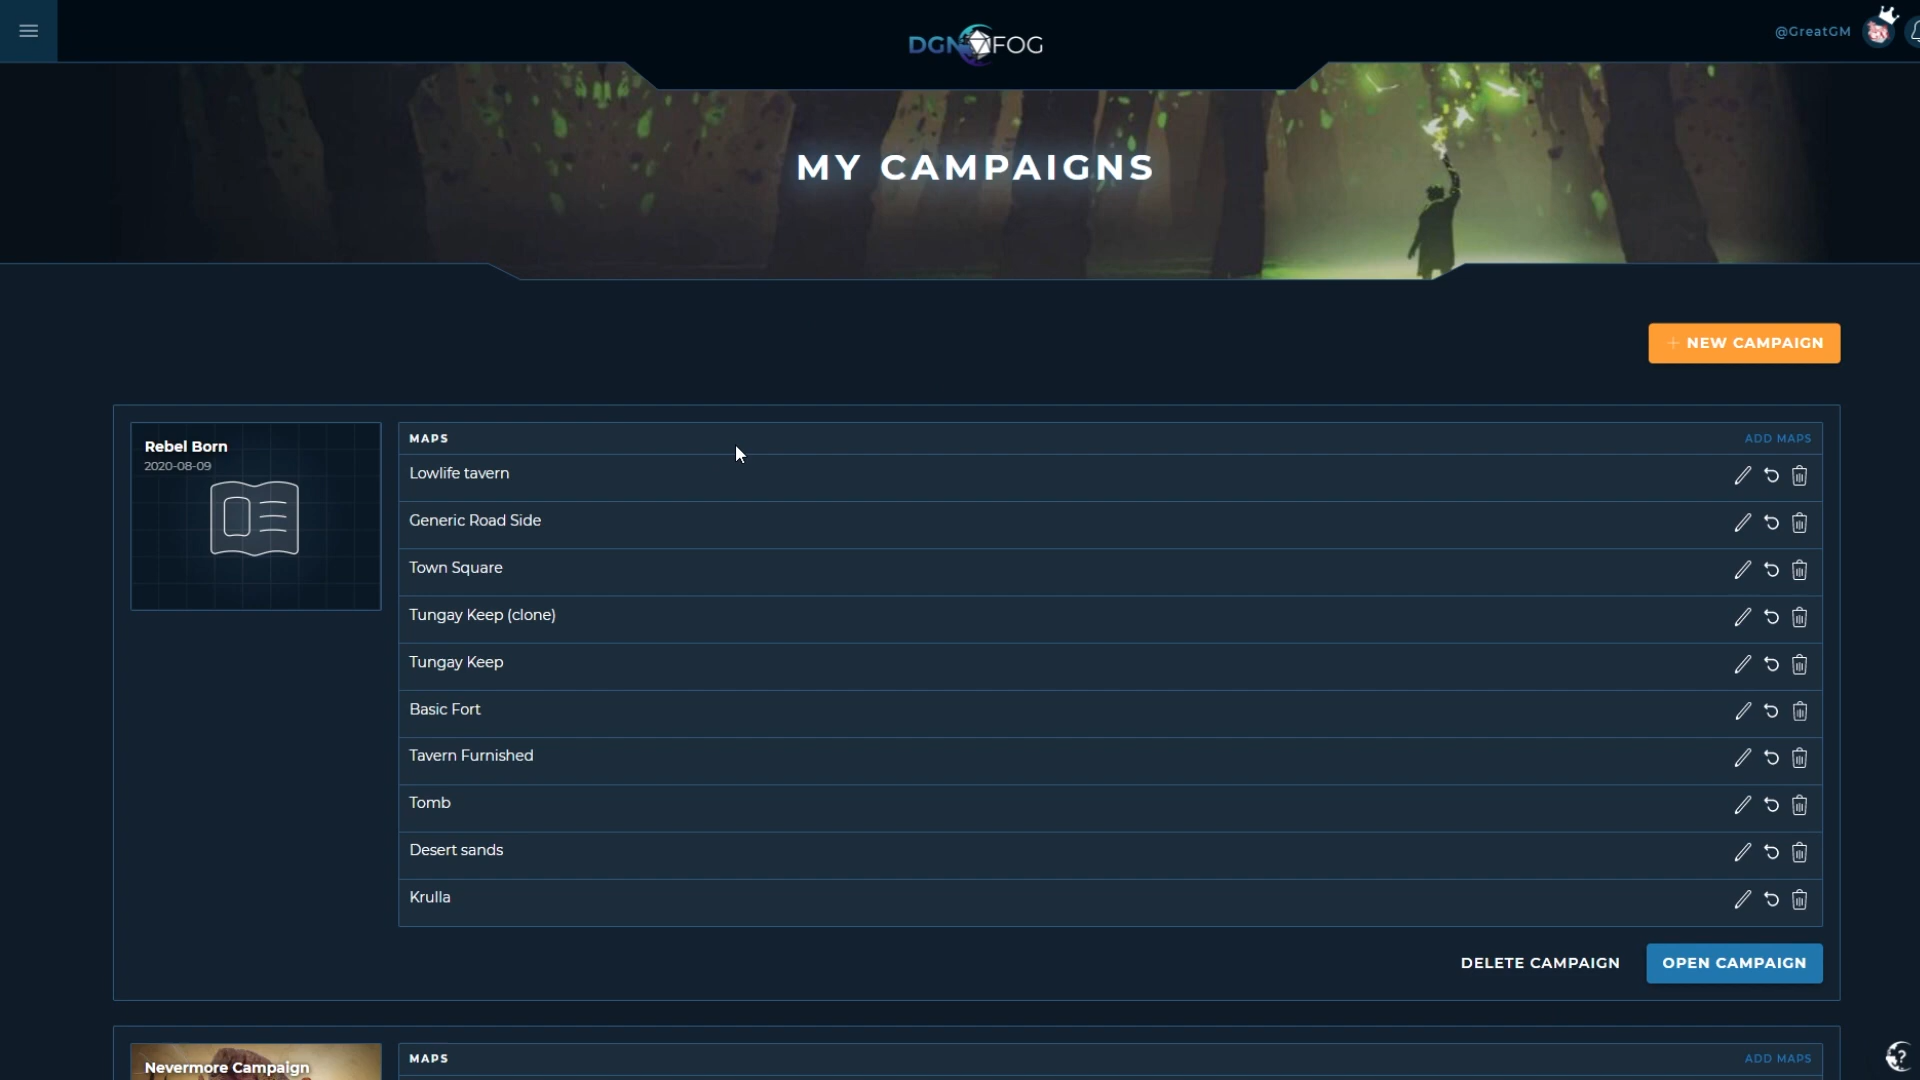 DGN FOG
@GreatGM
MY CAMPAIGNS
+ NEW CAMPAIGN
Rebel Born
2020-08-09
MAPS
ADD MAPS
Lowlife tavern
Generic Road Side
Town Square
Tungay Keep (clone)
Tungay Keep
Basic Fort
Tavern Furnished
Tomb
Desert sands
Krulla
DELETE CAMPAIGN
OPEN CAMPAIGN
Nevermore Campaign
MAPS
ADD MAPS
?